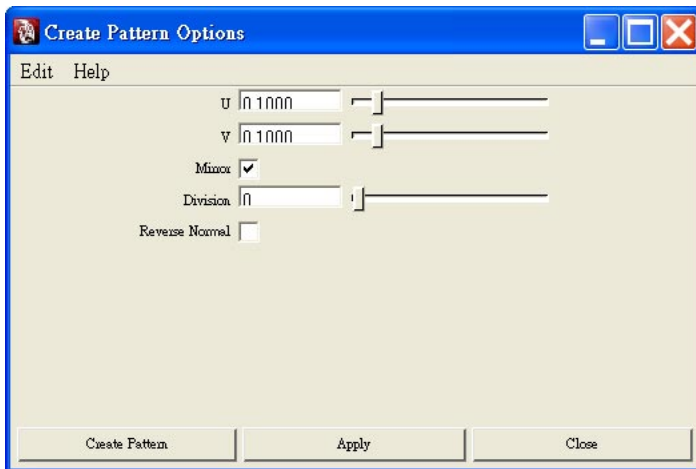 Create Pattern Options
Edit Help
U 0.1000
V 0.1000
Mirror
Division 0
Reverse Normal
Create Pattern Apply Close